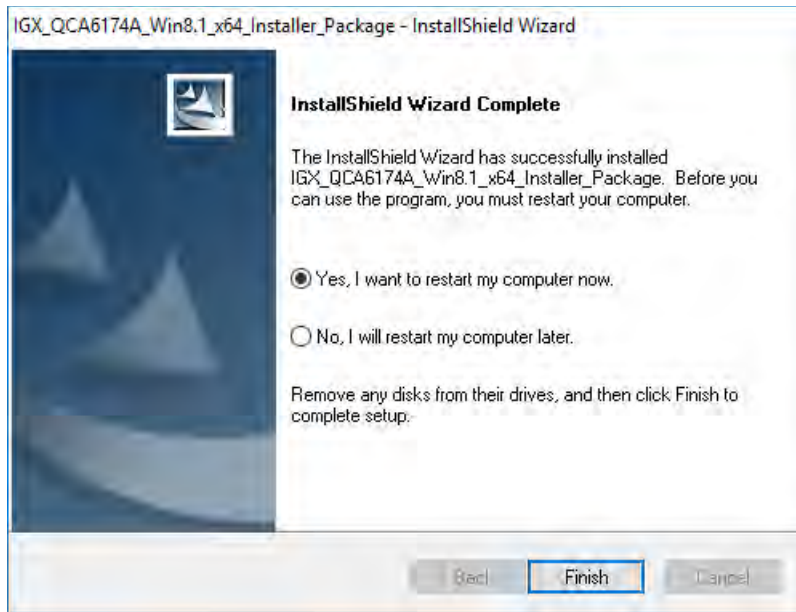 IGX_QCA6174A_Win8.1_x64_Installer_Package - InstallShield Wizard
InstallShield Wizard Complete
The InstallShield Wizard has successfully installed
IGX_QCA6174A_Win8.1_x64_Installer_Package. Before you
can use the program, you must restart your computer.
Yes, I want to restart my computer now.
No, I will restart my computer later.
Remove any disks from their drives, and then click Finish to
complete setup.
Back
Finish
Cancel